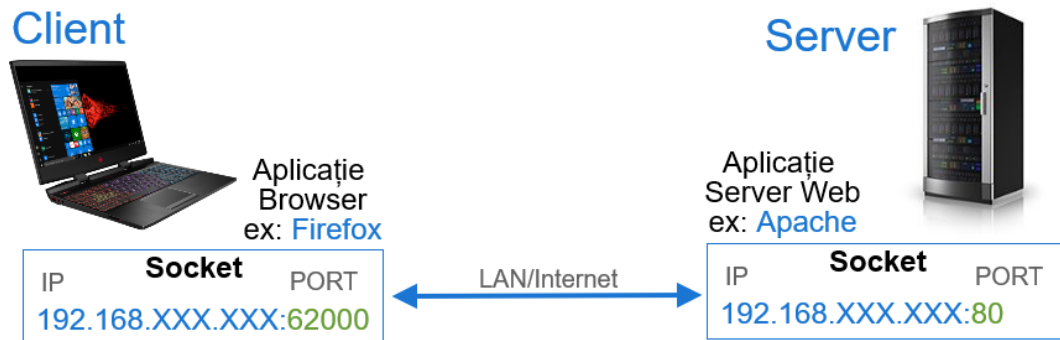 Client
Server
Aplicație
Browser
ex: Firefox
Aplicație
Server Web
ex: Apache
Socket
IP
PORT
192.168.XXX.XXX:62000
LAN/Internet
Socket
IP
PORT
192.168.XXX.XXX:80